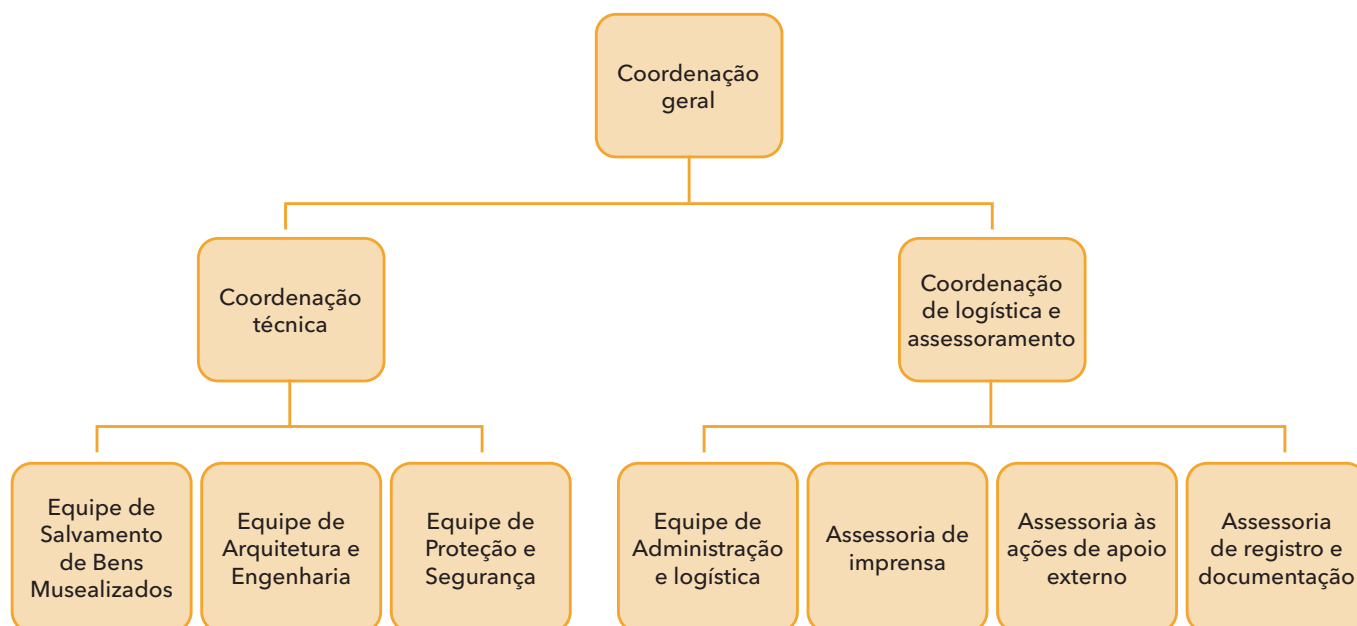 Coordenação
geral
Coordenação
técnica
Coordenação
de logística e
assessoramento
Equipe de
Salvamento
de Bens
Musealizados
Equipe de
Arquitetura e
Engenharia
Equipe de
Proteção e
Segurança
Equipe de
Administração
e logística
Assessoria de
imprensa
Assessoria às
ações de apoio
externo
Assessoria
de registro e
documentação